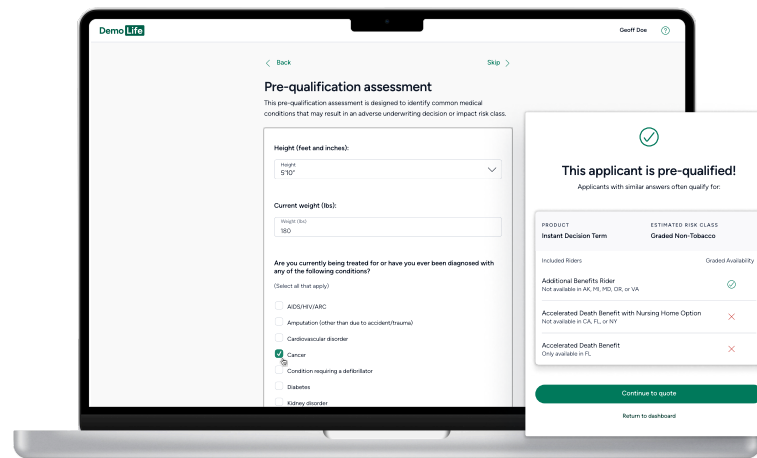 Demo Life
Geoff Doe
Back
Skip
Pre-qualification assessment
This pre-qualification assessment is designed to identify common medical
conditions that may result in an adverse underwriting decision or impact risk class.
Height (feet and inches):
Height
5'10"
Current weight (lbs):
Weight (lbs)
180
Are you currently being treated for or have you ever been diagnosed with
any of the following conditions?
(Select all that apply)
AIDS/HIV/ARC
Amputation (other than due to accident/trauma)
Cardiovascular disorder
Cancer
Condition requiring a defibrillator
Diabetes
Kidney disorder
This applicant is pre-qualified!
Applicants with similar answers often qualify for:
PRODUCT
ESTIMATED RISK CLASS
Instant Decision Term
Graded Non-Tobacco
Included Riders
Graded Availability
Additional Benefits Rider
Not available in AK, MI, MO, OR, or VA
Accelerated Death Benefit with Nursing Home Option
Not available in CA, FL, or NY
Accelerated Death Benefit
Only available in FL
Continue to quote
Return to dashboard